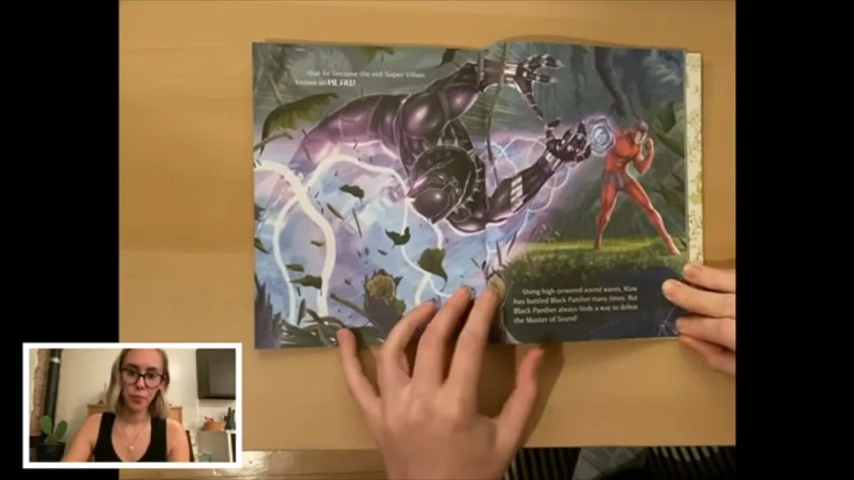 that he became the evil Super Villain
known as KLAW!
Using high-powered sound waves, Klaw
has battled Black Panther many times. But
Black Panther always finds a way to defeat
the Master of Sound!